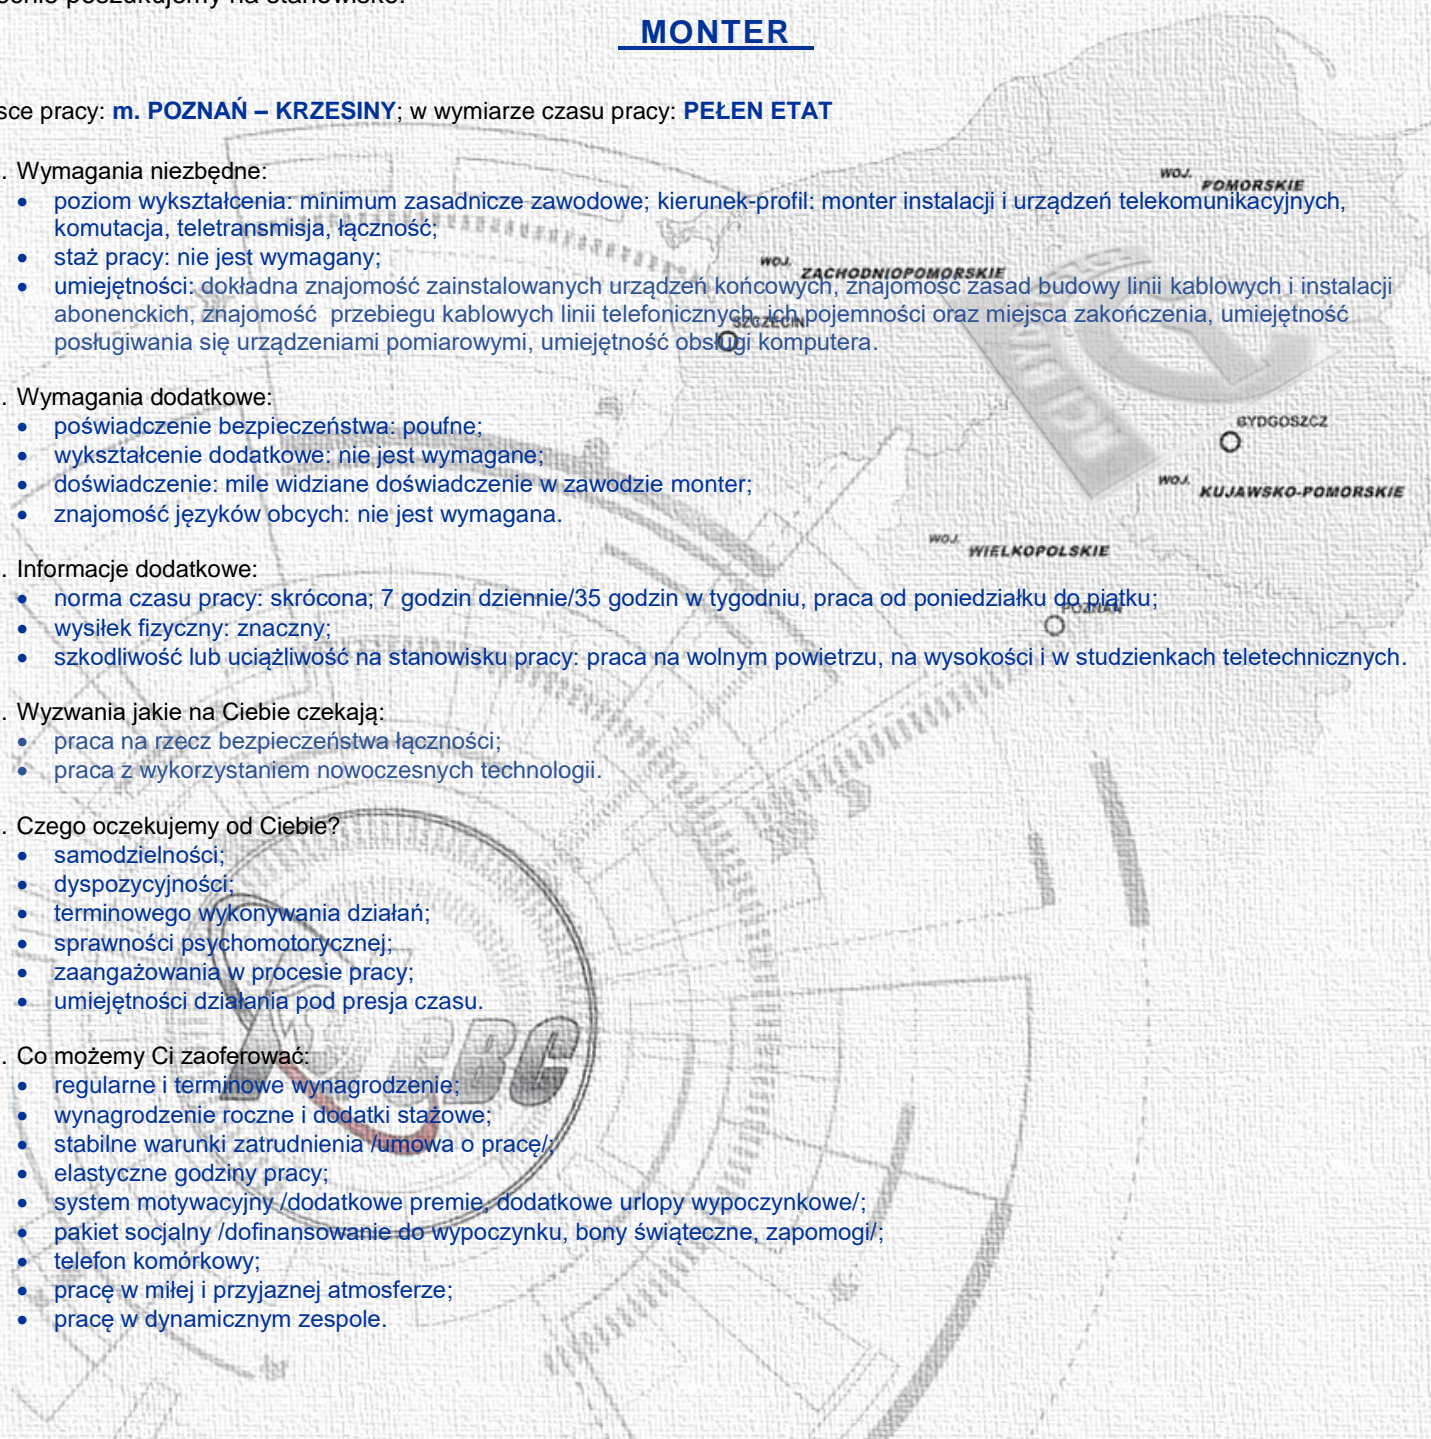 ecnie poszukujemy na stanowisko:
MONTER
sce pracy: m. POZNAŃ – KRZESINY; w wymiarze czasu pracy: PEŁEN ETAT
. Wymagania niezbędne:
• poziom wykształcenia: minimum zasadnicze zawodowe; kierunek-profil: monter instalacji i urządzeń telekomunikacyjnych,
komutacja, teletransmisja, łączność;
• staż pracy: nie jest wymagany;
• umiejętności: dokładna znajomość zainstalowanych urządzeń końcowych, znajomość zasad budowy linii kablowych i instalacji
abonenckich, znajomość przebiegu kablowych linii telefonicznych, ich pojemności oraz miejsca zakończenia, umiejętność
posługiwania się urządzeniami pomiarowymi, umiejętność obsługi komputera.
. Wymagania dodatkowe:
• poświadczenie bezpieczeństwa: poufne;
• wykształcenie dodatkowe: nie jest wymagane;
• doświadczenie: mile widziane doświadczenie w zawodzie monter;
• znajomość języków obcych: nie jest wymagana.
. Informacje dodatkowe:
• norma czasu pracy: skrócona; 7 godzin dziennie/35 godzin w tygodniu, praca od poniedziałku do piątku;
• wysiłek fizyczny: znaczny;
• szkodliwość lub uciążliwość na stanowisku pracy: praca na wolnym powietrzu, na wysokości i w studzienkach teletechnicznych.
. Wyzwania jakie na Ciebie czekają:
• praca na rzecz bezpieczeństwa łączności;
• praca z wykorzystaniem nowoczesnych technologii.
. Czego oczekujemy od Ciebie?
• samodzielności;
• dyspozycyjności;
• terminowego wykonywania działań;
• sprawności psychomotorycznej;
• zaangażowania w procesie pracy;
• umiejętności działania pod presja czasu.
. Co możemy Ci zaoferować:
• regularne i terminowe wynagrodzenie;
• wynagrodzenie roczne i dodatki stażowe;
• stabilne warunki zatrudnienia /umowa o pracę/;
• elastyczne godziny pracy;
• system motywacyjny /dodatkowe premie, dodatkowe urlopy wypoczynkowe/;
• pakiet socjalny /dofinansowanie do wypoczynku, bony świąteczne, zapomogi/;
• telefon komórkowy;
• pracę w miłej i przyjaznej atmosferze;
• pracę w dynamicznym zespole.
WOJ. POMORSKIE
WOJ. ZACHODNIOPOMORSKIE
SZCZECIN
BYDGOSZCZ
WOJ. KUJAWSKO-POMORSKIE
WOJ. WIELKOPOLSKIE
POZNAŃ